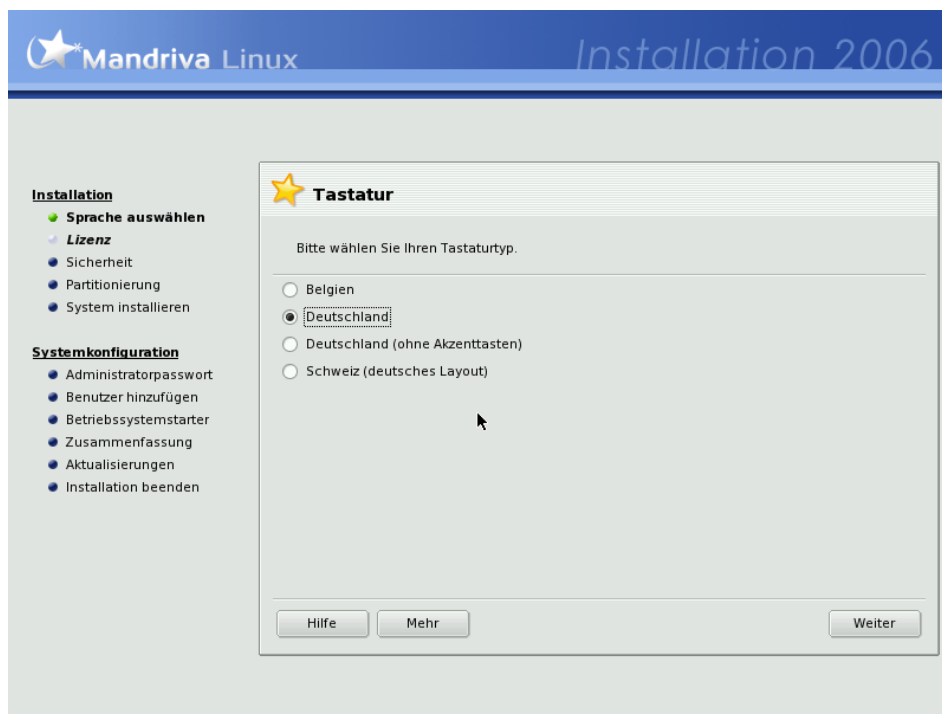 Mandriva Linux
Installation 2006
Installation
Sprache auswählen
Lizenz
Sicherheit
Partitionierung
System installieren
Systemkonfiguration
Administratorpasswort
Benutzer hinzufügen
Betriebssystemstarter
Zusammenfassung
Aktualisierungen
Installation beenden
Tastatur
Bitte wählen Sie Ihren Tastaturtyp.
Belgien
Deutschland
Deutschland (ohne Akzenttasten)
Schweiz (deutsches Layout)
Hilfe
Mehr
Weiter